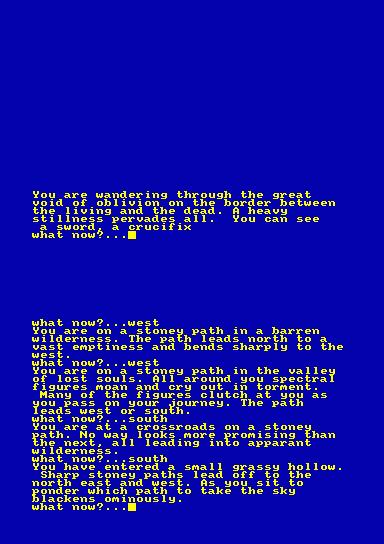 You are wandering through the great
void of oblivion on the border between
the living and the dead. A heavy
stillness pervades all.  You can see
 a sword, a crucifix
what now?...
what now?...west
You are on a stoney path in a barren
wilderness. The path leads north to a
vast emptiness and bends sharply to the
west.
what now?...west
You are on a stoney path in the valley
of lost souls. All around you spectral
figures moan and cry out in torment.
 Many of the figures clutch at you as
you pass on your journey. The path
leads west or south.
what now?...south
You are at a crossroads on a stoney
path. No way looks more promising than
the next, all leading into apparant
wilderness.
what now?...south
You have entered a small grassy hollow.
 Sharp stoney paths lead off to the
north east and west. As you sit to
ponder which path to take the sky
blackens ominously.
what now?...